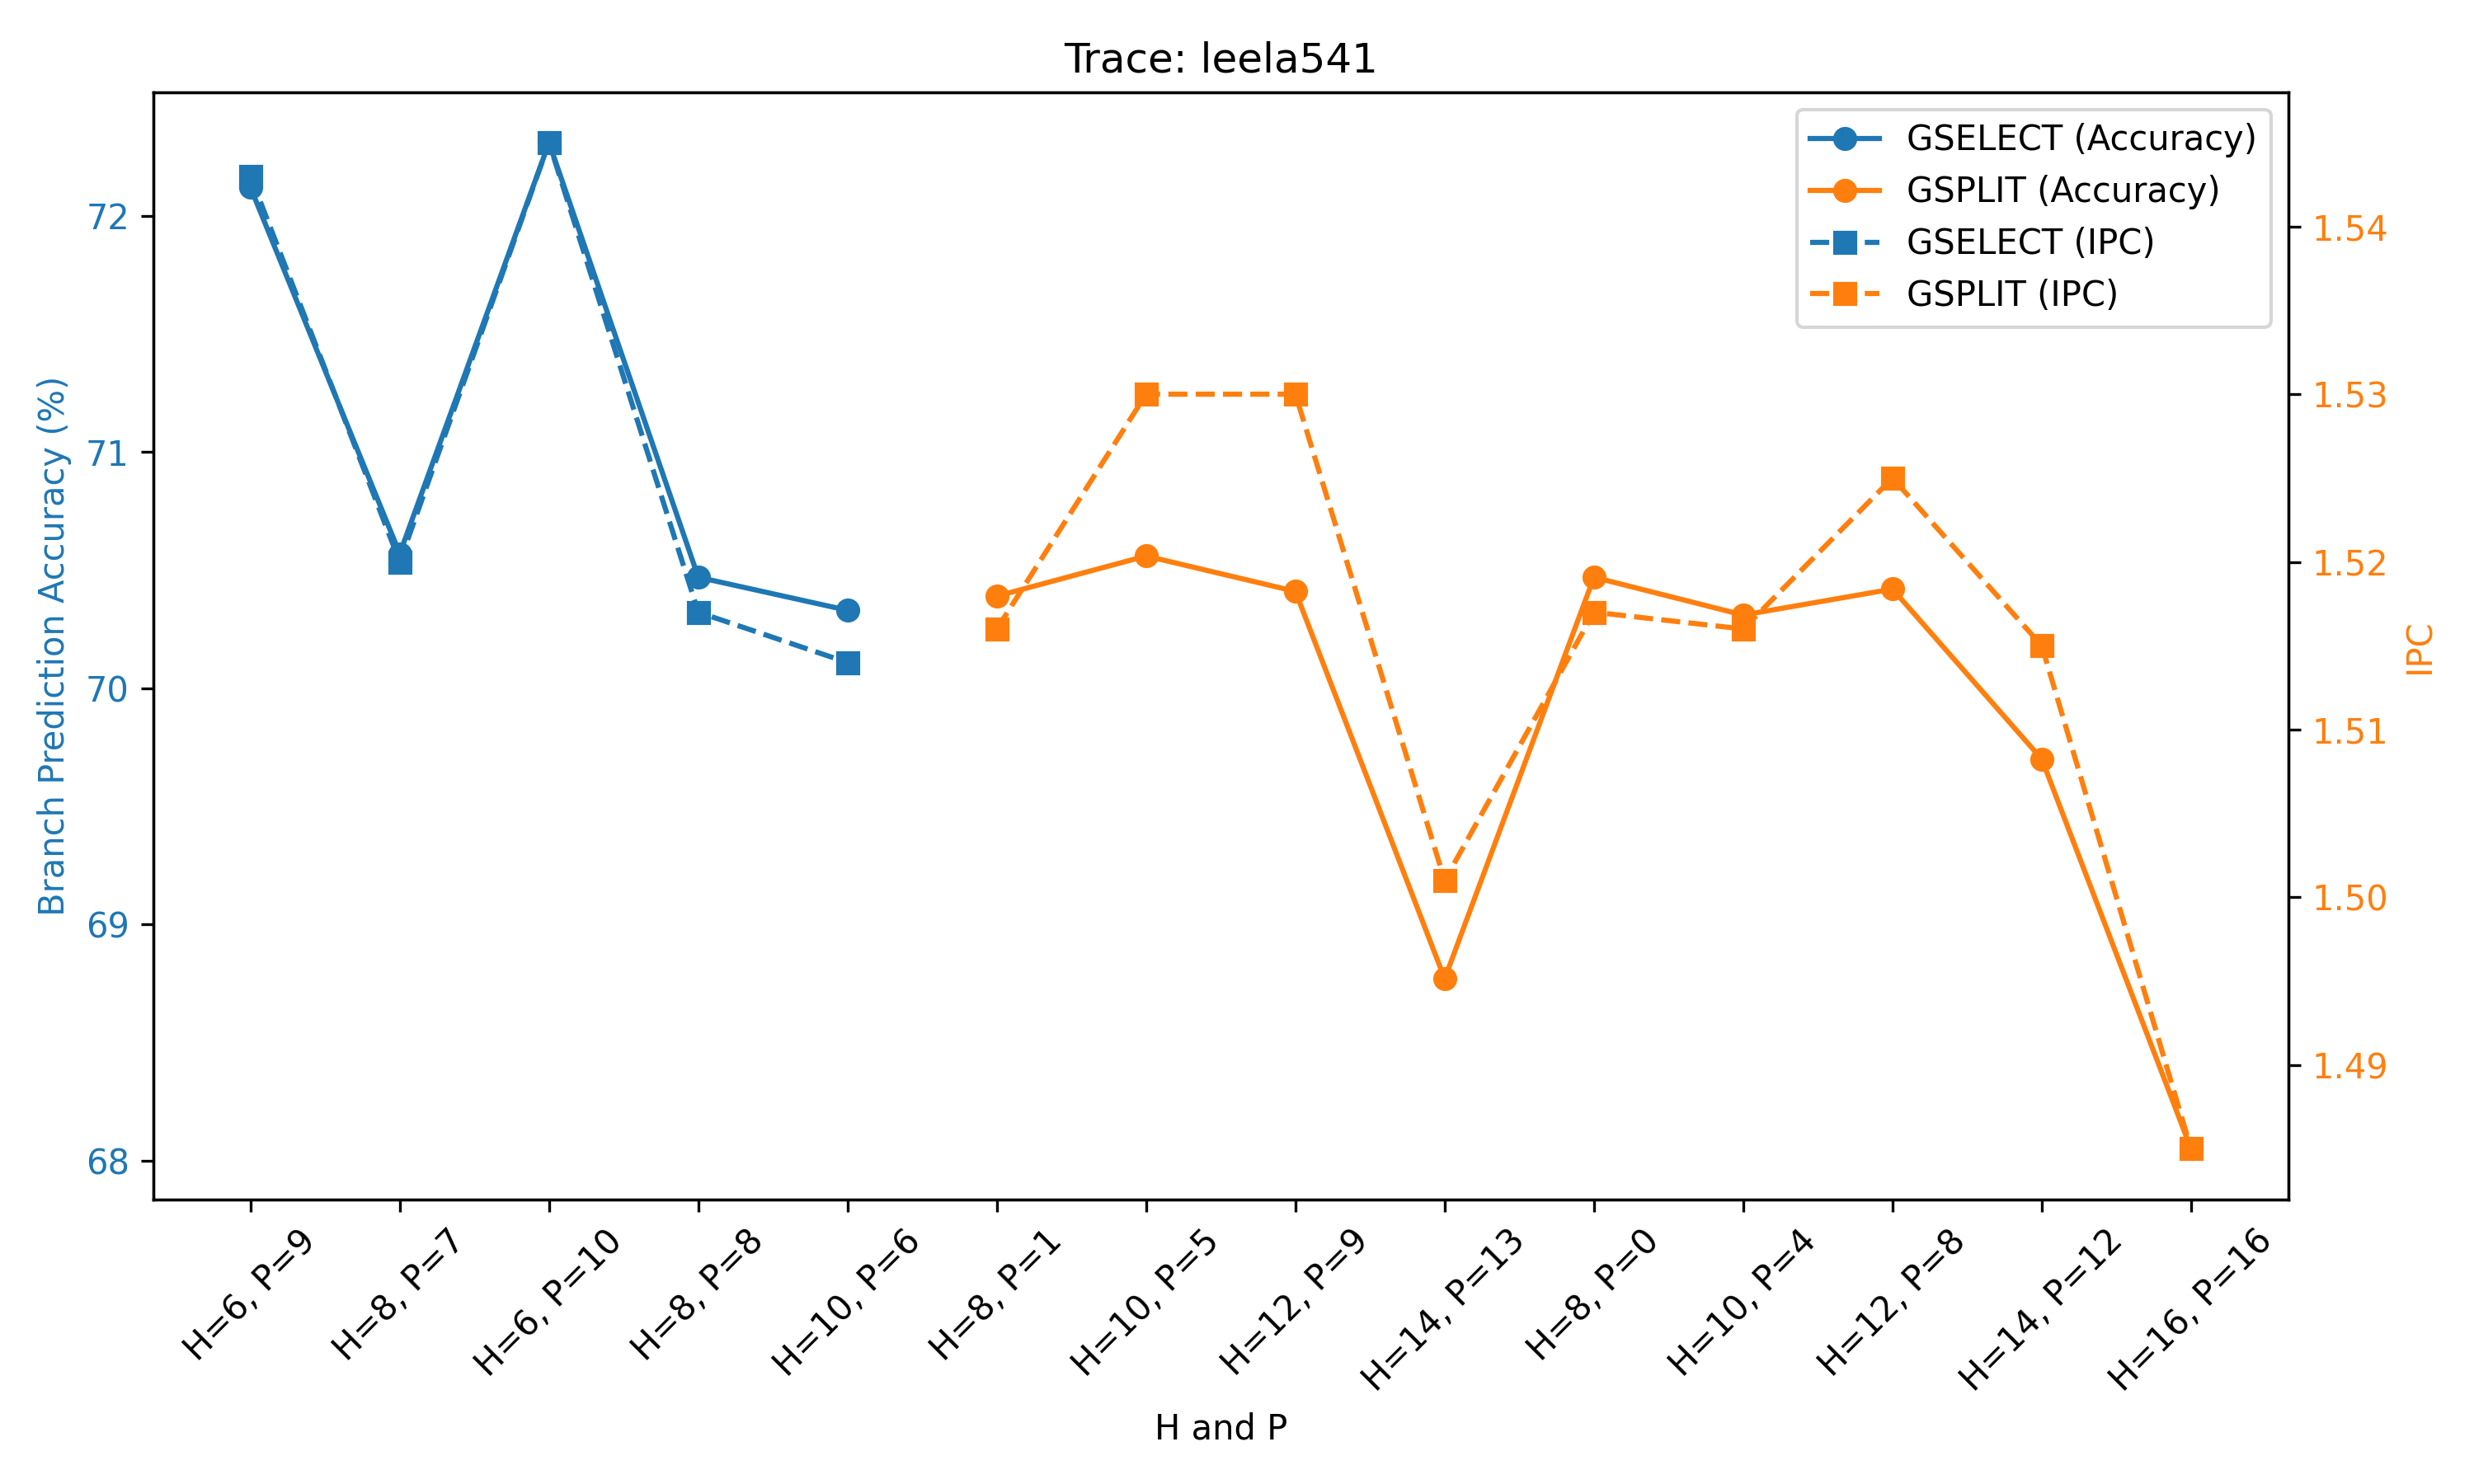 Trace: leela541
GSELECT (Accuracy)
GSPLIT (Accuracy)
GSELECT (IPC)
GSPLIT (IPC)
Branch Prediction Accuracy (%)
72
71
70
69
68
1.54
1.53
1.52
1.51
1.50
1.49
IPC
H=6, P=9
H=8, P=7
H=6, P=10
H=8, P=8
H=10, P=6
H=8, P=1
H=10, P=5
H=12, P=9
H=14, P=13
H=8, P=0
H=10, P=4
H=12, P=8
H=14, P=12
H=16, P=16
H and P